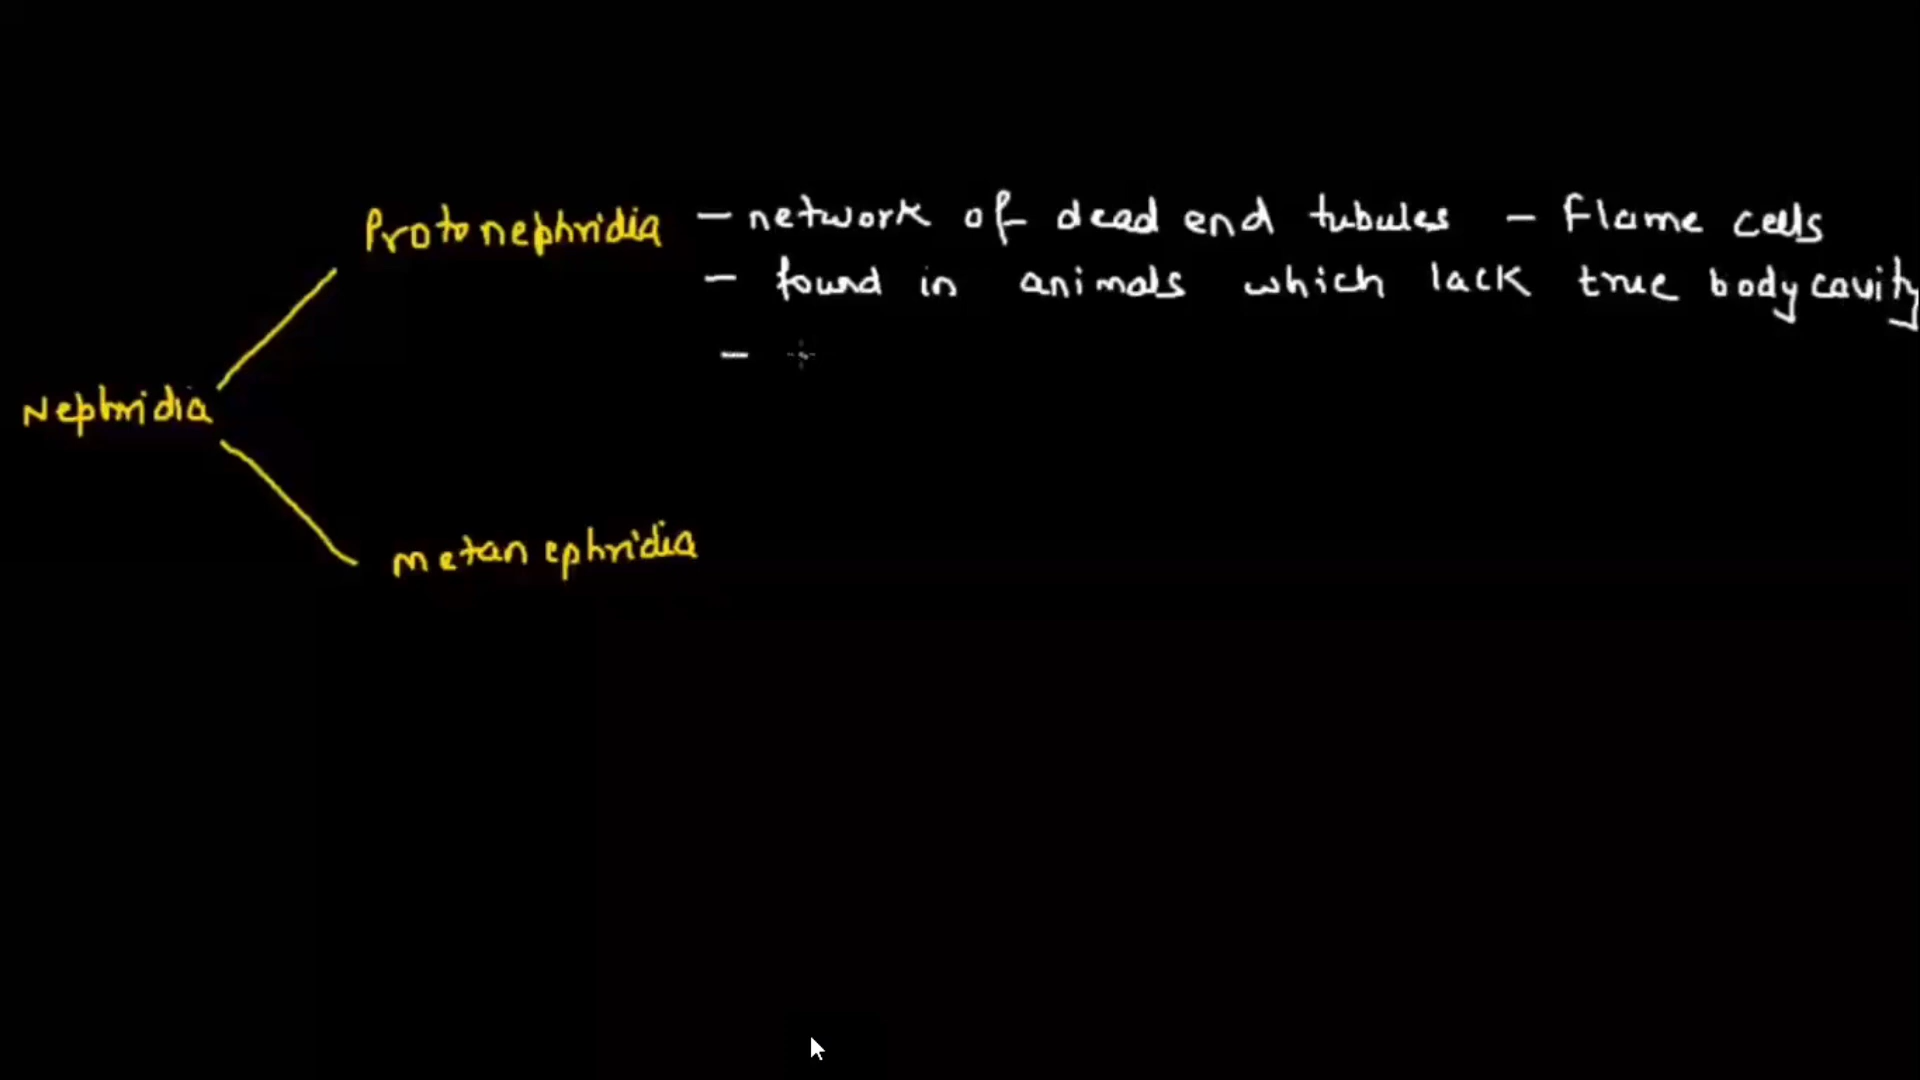 Protonephridia - network of dead end tubules - Flame cells
- found in animals which lack true body cavity
-
Nephridia
metanephridia